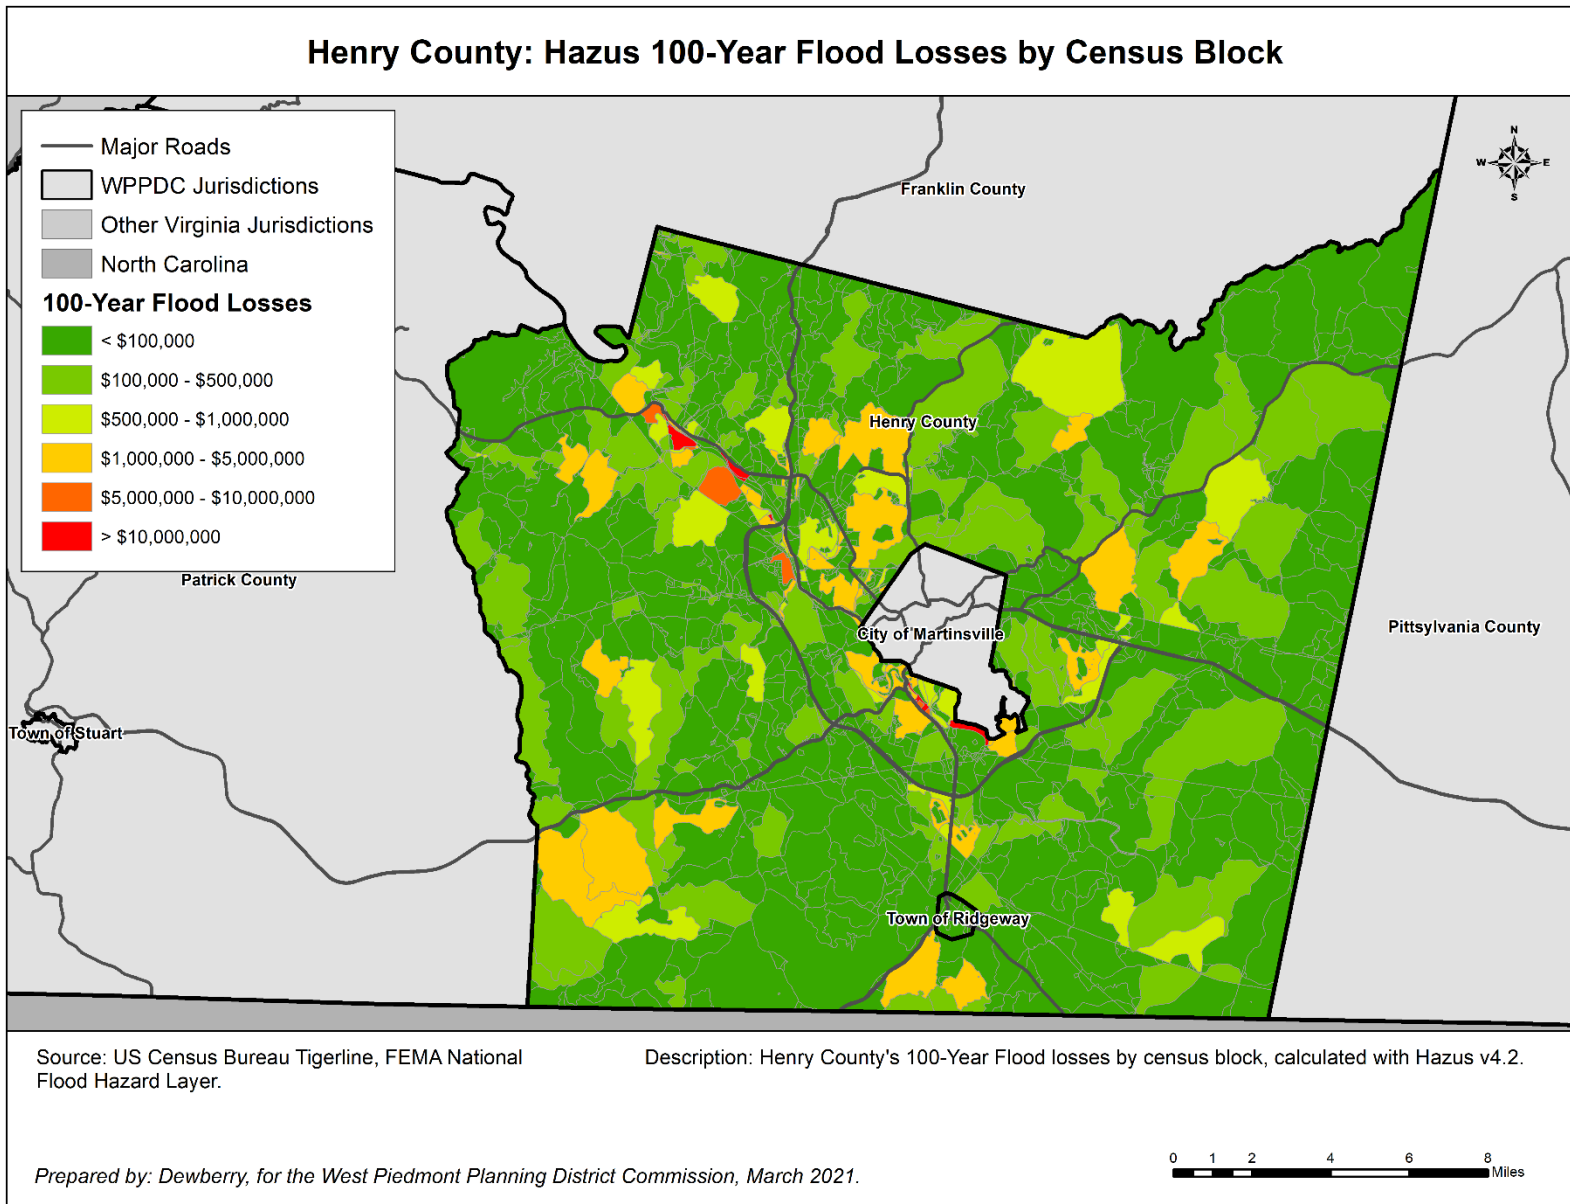 Henry County: Hazus 100-Year Flood Losses by Census Block
Major Roads
WPPDC Jurisdictions
Other Virginia Jurisdictions
North Carolina
100-Year Flood Losses
< $100,000
$100,000 - $500,000
$500,000 - $1,000,000
$1,000,000 - $5,000,000
$5,000,000 - $10,000,000
> $10,000,000
N
W E
S
Franklin County
Henry County
Patrick County
City of Martinsville
Pittsylvania County
Town of Stuart
Town of Ridgeway
Source: US Census Bureau Tigerline, FEMA National
Flood Hazard Layer.
Description: Henry County's 100-Year Flood losses by census block, calculated with Hazus v4.2.
Prepared by: Dewberry, for the West Piedmont Planning District Commission, March 2021.
0 1 2 4 6 8
Miles